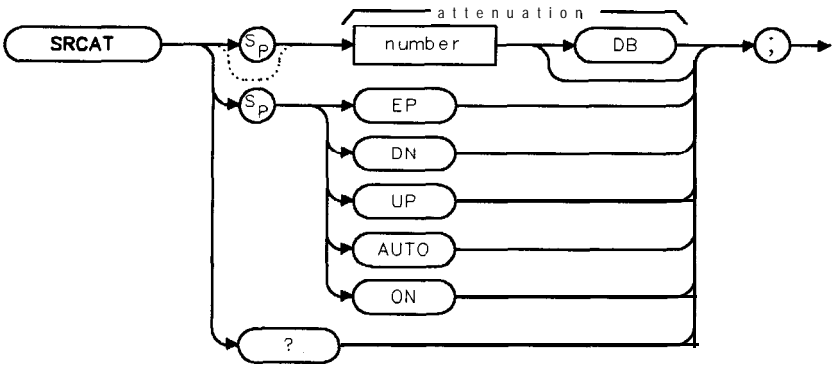 attenuation
SRCAT SP number DB ;
SP EP
DN
UP
AUTO
ON
?